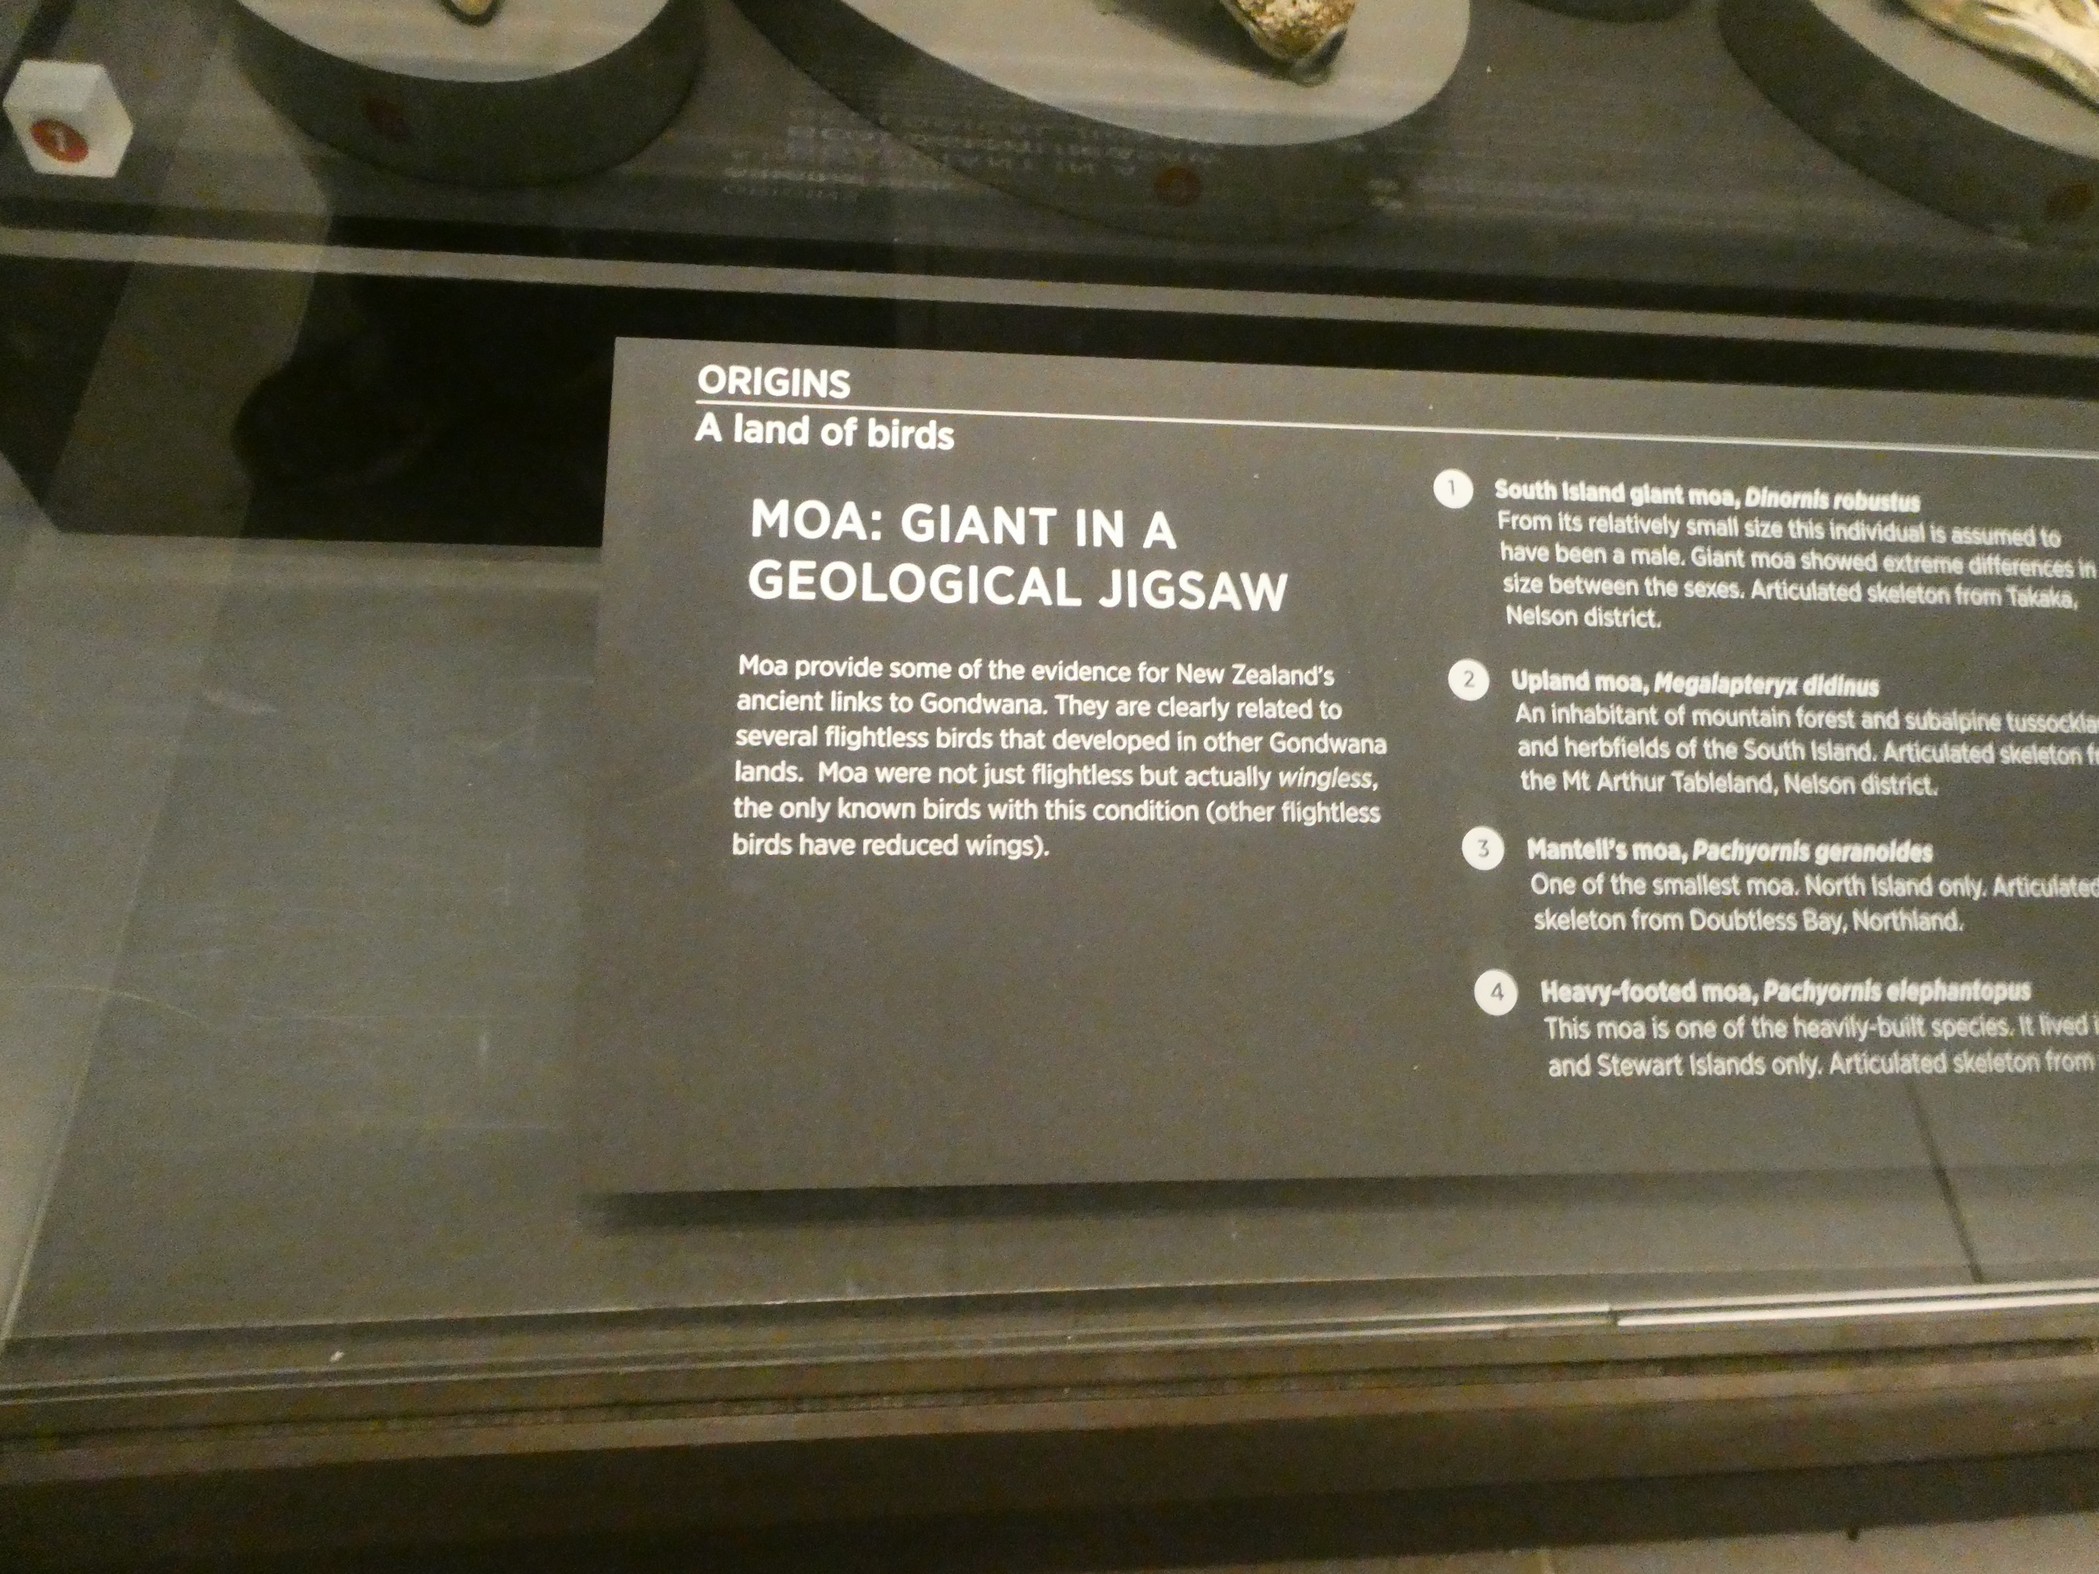 1
ORIGINS
A land of birds
MOA: GIANT IN A
GEOLOGICAL JIGSAW
Moa provide some of the evidence for New Zealand's
ancient links to Gondwana. They are clearly related to
several flightless birds that developed in other Gondwana
lands. Moa were not just flightless but actually wingless,
the only known birds with this condition (other flightless
birds have reduced wings).
1 South Island giant moa, Dinornis robustus
From its relatively small size this individual is assumed to
have been a male. Giant moa showed extreme differences in
size between the sexes. Articulated skeleton from Takaka,
Nelson district.
2 Upland moa, Megalapteryx didinus
An inhabitant of mountain forest and subalpine
and herbfields of the South Island. Articulated skeleton
the Mt Arthur Tableland, Nelson district.
3 Mantell's moa, Pachyornis geranoides
One of the smallest moa. North Island only. Articulated
skeleton from Doubtless Bay, Northland.
4 Heavy-footed moa, Pachyornis elephantopus
This moa is one of the heavily-built species. It lived
and Stewart Islands only. Articulated skeleton from